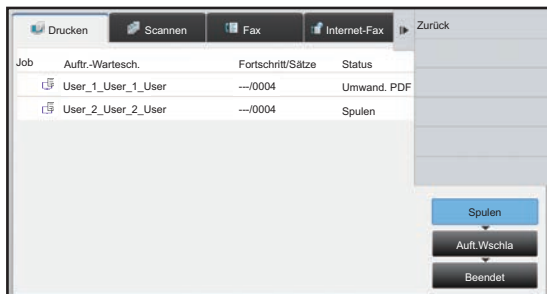 Drucken Scannen Fax Internet-Fax Zurück
Job Auftr.-Wartesch. Fortschritt/Sätze Status
User_1_User_1_User ---/0004 Umwand. PDF
User_2_User_2_User ---/0004 Spulen
Spulen
Auft.Wschla
Beendet